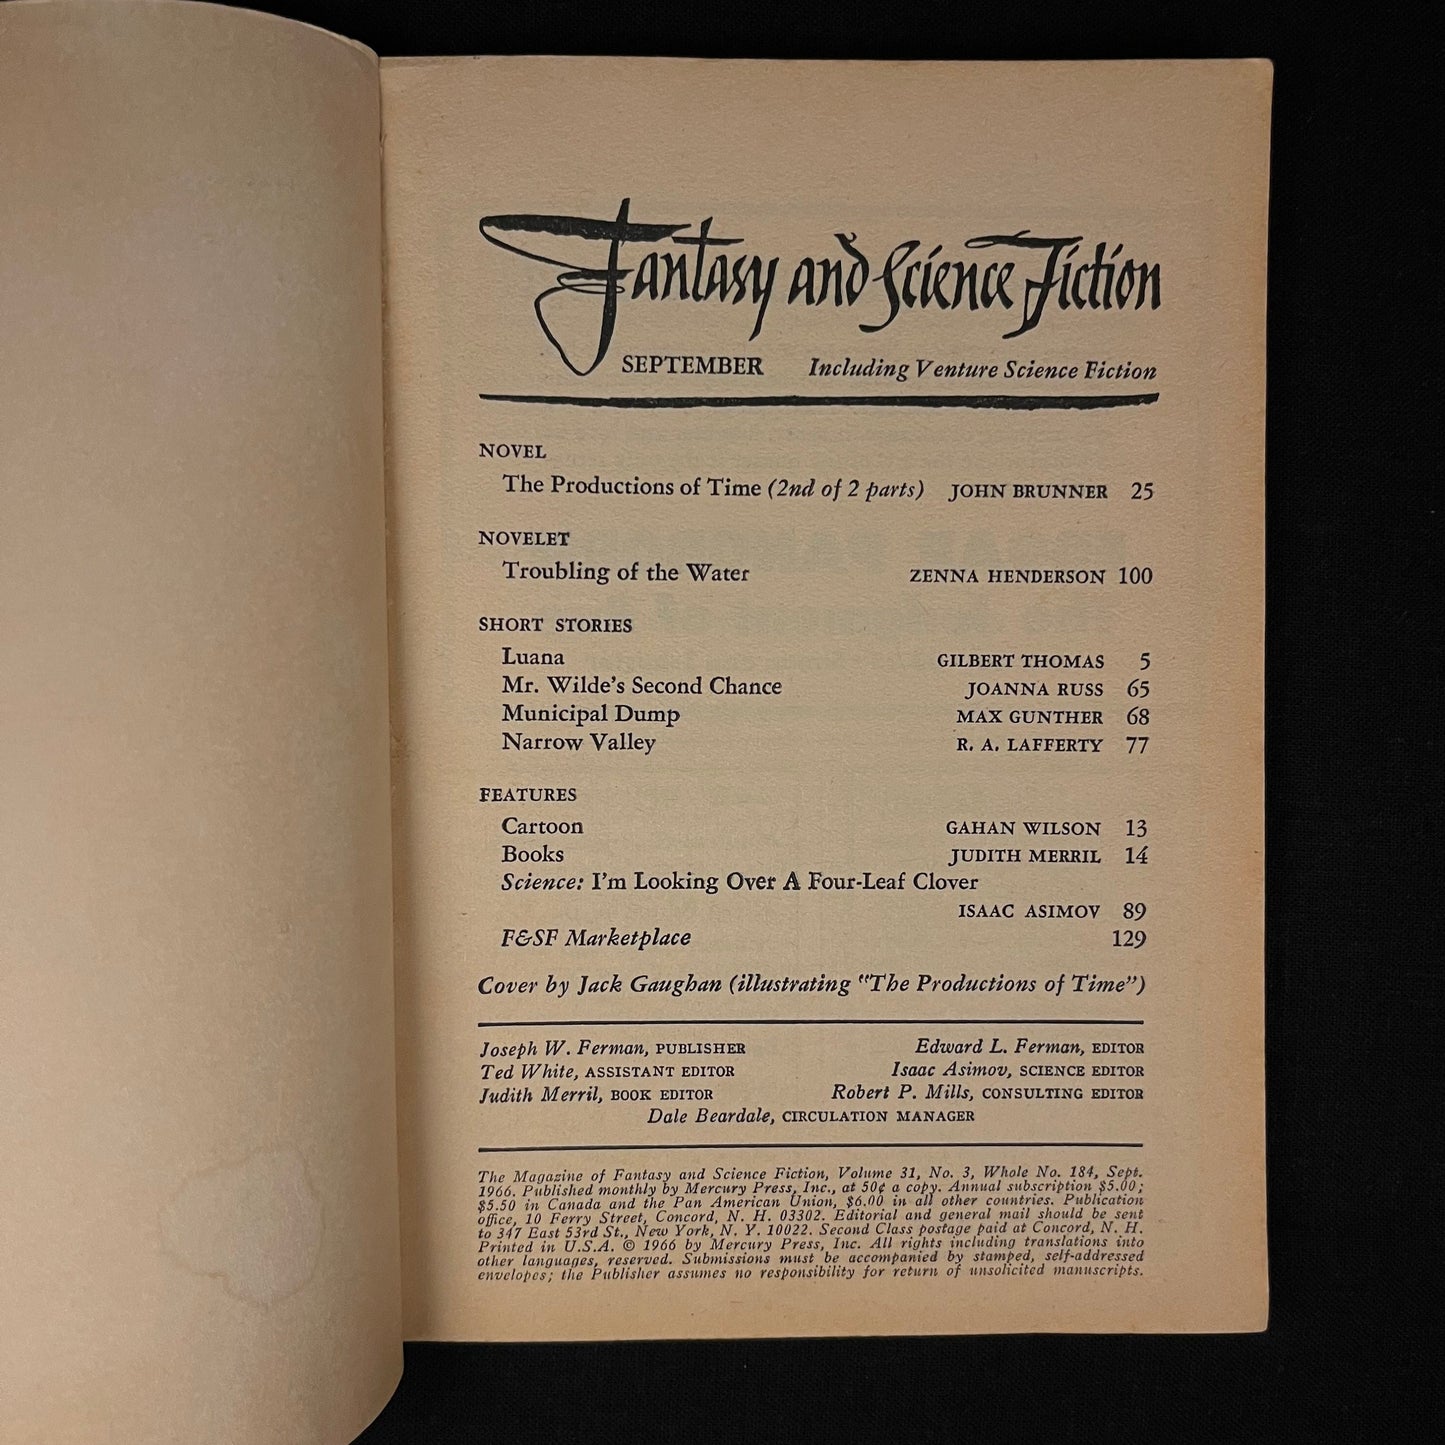 Fantasy and Science Fiction
SEPTEMBER Including Venture Science Fiction
NOVEL
The Productions of Time (2nd of 2 parts) JOHN BRUNNER 25
NOVELET
Troubling of the Water ZENNA HENDERSON 100
SHORT STORIES
Luana GILBERT THOMAS 5
Mr. Wilde's Second Chance JOANNA RUSS 65
Municipal Dump MAX GUNTHER 68
Narrow Valley R. A. LAFFERTY 77
FEATURES
Cartoon GAHAN WILSON 13
Books JUDITH MERRIL 14
Science: I'm Looking Over A Four-Leaf Clover
ISAAC ASIMOV 89
F&SF Marketplace 129
Cover by Jack Gaughan (illustrating "The Productions of Time")
Joseph W. Ferman, PUBLISHER Edward L. Ferman, EDITOR
Ted White, ASSISTANT EDITOR Isaac Asimov, SCIENCE EDITOR
Judith Merril, BOOK EDITOR Robert P. Mills, CONSULTING EDITOR
Dale Beardale, CIRCULATION MANAGER
The Magazine of Fantasy and Science Fiction, Volume 31, No. 3, Whole No. 184, Sept.
1966. Published monthly by Mercury Press, Inc., at 50¢ a copy. Annual subscription $5.00;
$5.50 in Canada and the Pan American Union, $6.00 in all other countries. Publication
office, 10 Ferry Street, Concord, N. H. 03302. Editorial and general mail should be sent
to 347 East 53rd St., New York, N. Y. 10022. Second Class postage paid at Concord, N. H.
Printed in U.S.A. © 1966 by Mercury Press, Inc. All rights including translations into
other languages, reserved. Submissions must be accompanied by stamped, self-addressed
envelopes; the Publisher assumes no responsibility for return of unsolicited manuscripts.